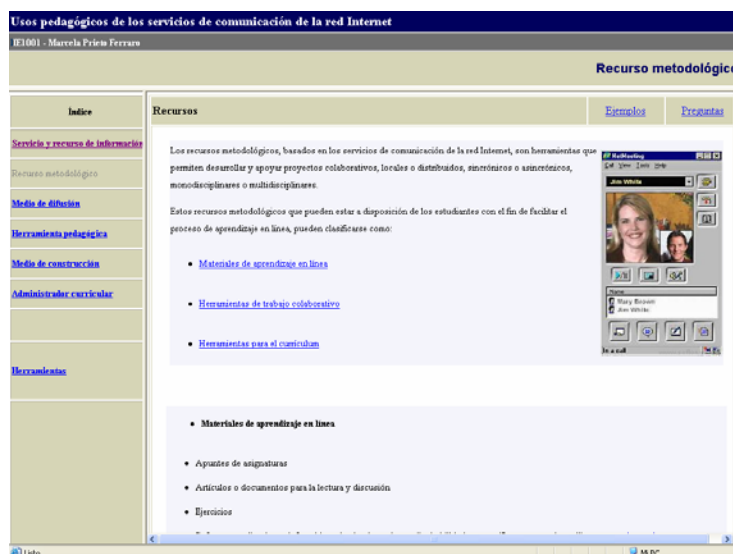 Usos pedagógicos de los servicios de comunicación de la red Internet
IE1001 - Marcela Prieto Ferraro
Recurso metodológico
Índice
Servicio y recurso de información
Recurso metodológico
Medio de difusión
Herramienta pedagógica
Medio de construcción
Administrador curricular
Herramientas
Recursos
Ejemplos
Preguntas
Los recursos metodológicos, basados en los servicios de comunicación de la red Internet, son herramientas que
permiten desarrollar y apoyar proyectos colaborativos, locales o distribuidos, sincrónicos o asincrónicos,
monodisciplinares o multidisciplinares.
Estos recursos metodológicos que pueden estar a disposición de los estudiantes con el fin de facilitar el
proceso de aprendizaje en línea, pueden clasificarse como:
Materiales de aprendizaje en línea
Herramientas de trabajo colaborativo
Herramientas para el currículum
NetMeeting
Call View Tools Help
Jim White
Name
Mary Brown
Jim White
In a call
Materiales de aprendizaje en línea
Apuntes de asignaturas
Artículos o documentos para la lectura y discusión
Ejercicios
Listo
Mi PC